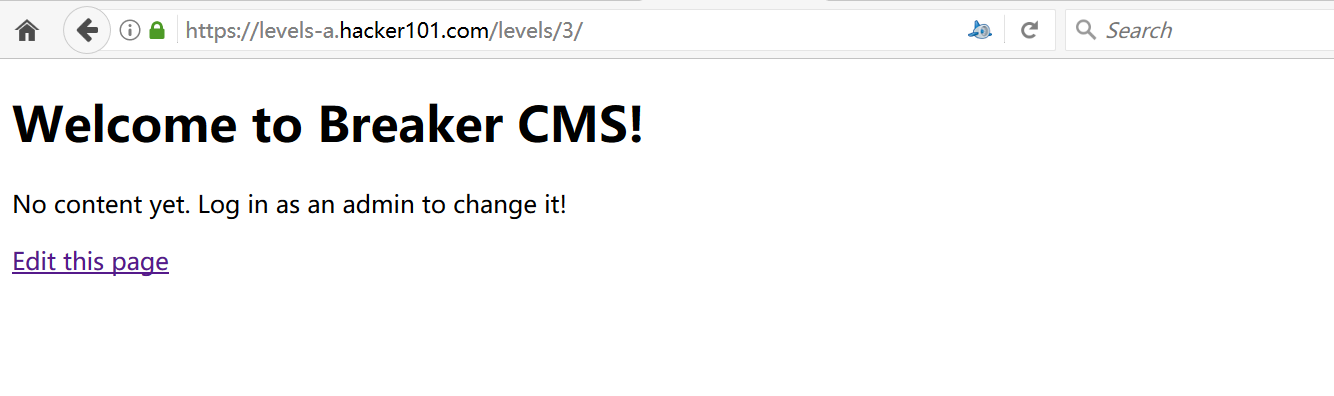 https://levels-a.hacker101.com/levels/3/
Search
Welcome to Breaker CMS!
No content yet. Log in as an admin to change it!
Edit this page